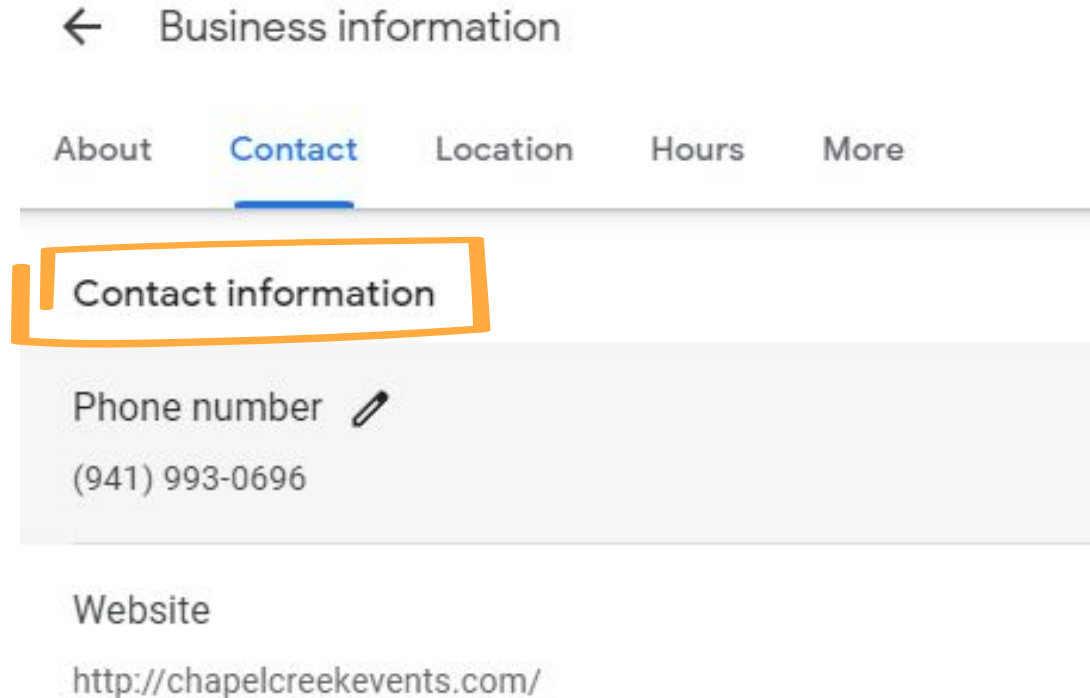 Business information
About Contact Location Hours More
Contact information
Phone number
(941) 993-0696
Website
http://chapelcreekevents.com/